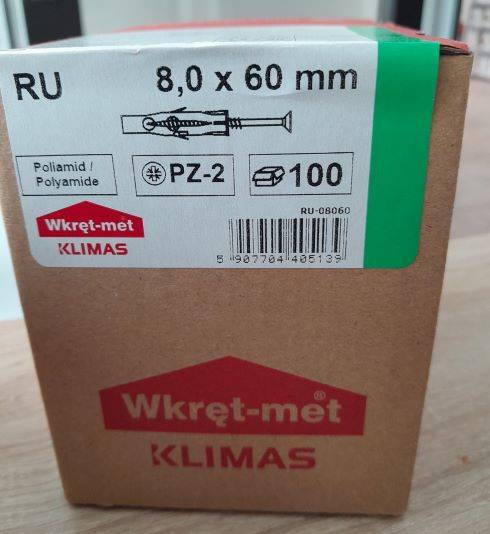 RU 8,0 x 60 mm
Poliamid /
Polyamide
PZ-2
100
RU-08060
Wkręt-met
KLIMAS
5 907704 405139
Wkręt-met®
KLIMAS